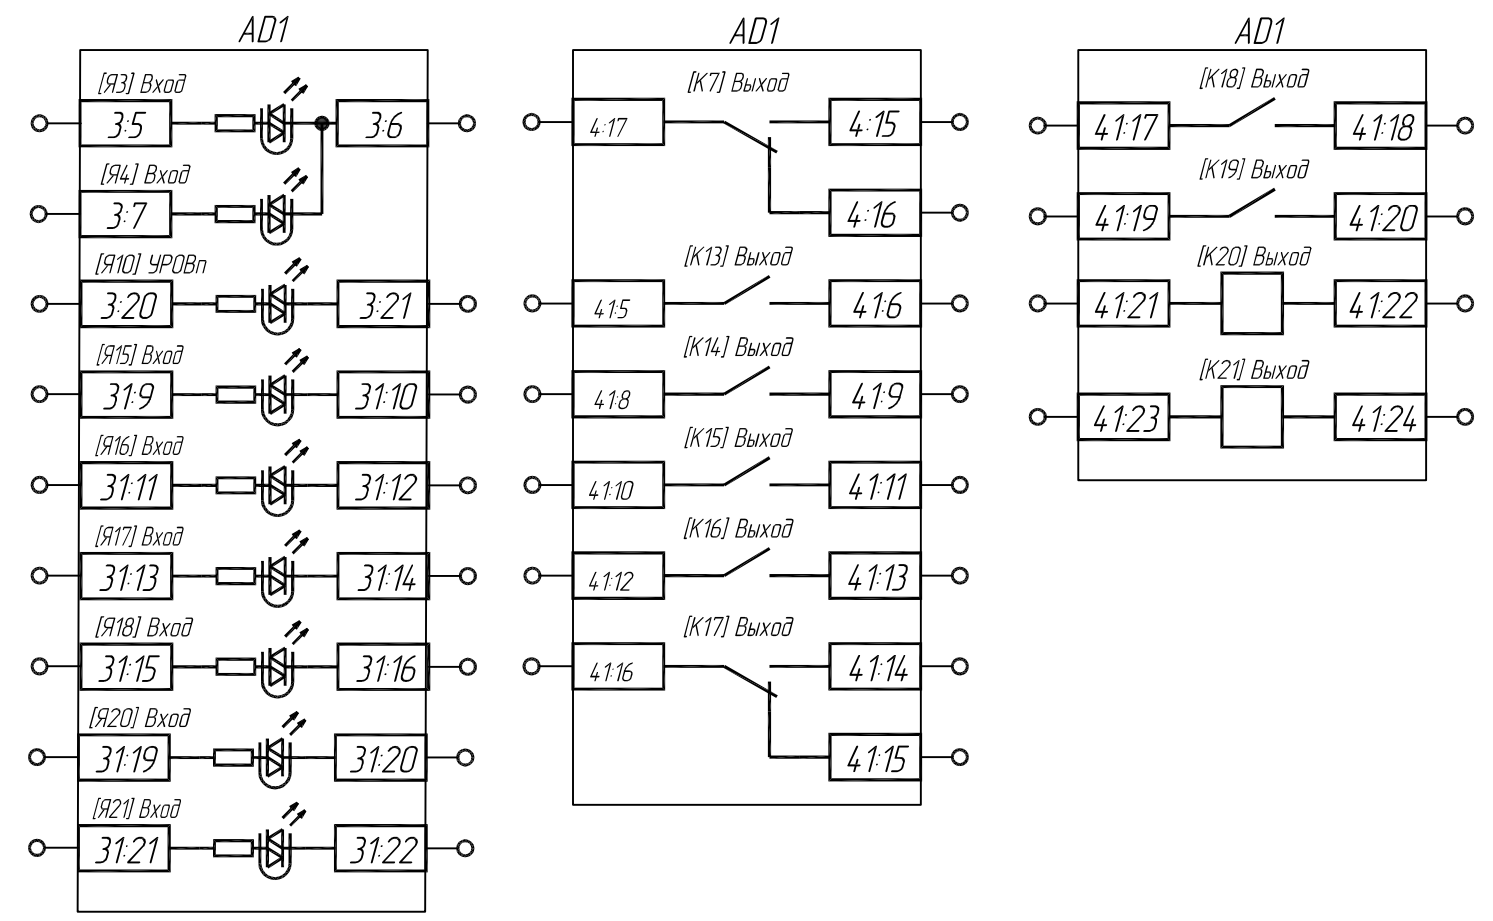 AD1
[Я3] Вход
3:5
3:6
[Я4] Вход
3:7
[Я10] УРОВп
3:20
3:21
[Я15] Вход
31:9
31:10
[Я16] Вход
31:11
31:12
[Я17] Вход
31:13
31:14
[Я18] Вход
31:15
31:16
[Я20] Вход
31:19
31:20
[Я21] Вход
31:21
31:22
AD1
[К7] Выход
4:17
4:15
4:16
[К13] Выход
41:5
41:6
[К14] Выход
41:8
41:9
[К15] Выход
41:10
41:11
[К16] Выход
41:12
41:13
[К17] Выход
41:16
41:14
41:15
AD1
[К18] Выход
41:17
41:18
[К19] Выход
41:19
41:20
[К20] Выход
41:21
41:22
[К21] Выход
41:23
41:24